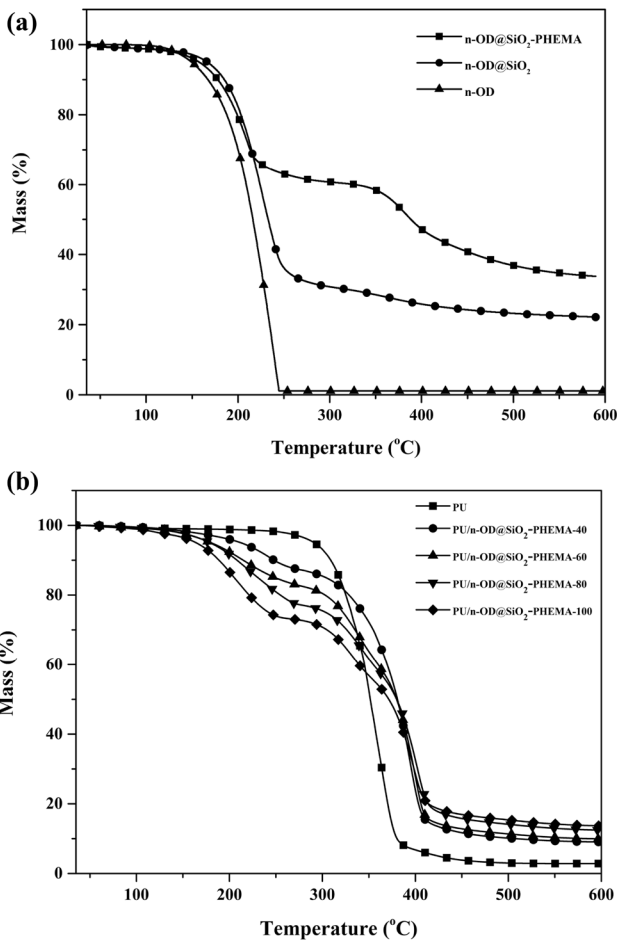 (a)
n-OD@SiO₂-PHEMA
n-OD@SiO₂
n-OD
Mass (%)
100
80
60
40
20
0
100 200 300 400 500 600
Temperature (°C)
(b)
PU
PU/n-OD@SiO₂-PHEMA-40
PU/n-OD@SiO₂-PHEMA-60
PU/n-OD@SiO₂-PHEMA-80
PU/n-OD@SiO₂-PHEMA-100
Mass (%)
100
80
60
40
20
0
100 200 300 400 500 600
Temperature (°C)